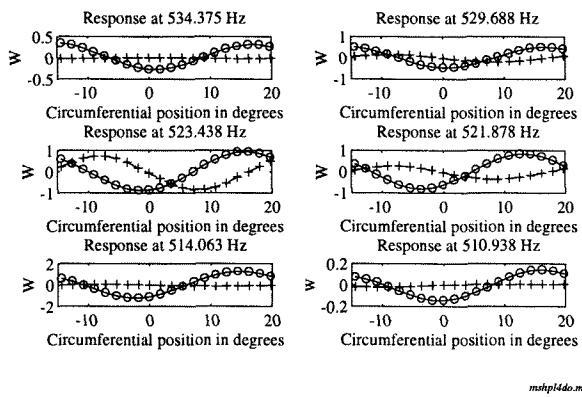 Response at 534.375 Hz
0.5
0
-0.5
W
-10 0 10 20
Circumferential position in degrees
Response at 529.688 Hz
1
0
-1
W
-10 0 10 20
Circumferential position in degrees
Response at 523.438 Hz
1
0
-1
W
-10 0 10 20
Circumferential position in degrees
Response at 521.878 Hz
1
0
-1
W
-10 0 10 20
Circumferential position in degrees
Response at 514.063 Hz
2
0
-2
W
-10 0 10 20
Circumferential position in degrees
Response at 510.938 Hz
0.2
0
-0.2
W
-10 0 10 20
Circumferential position in degrees
mshpl4do.m